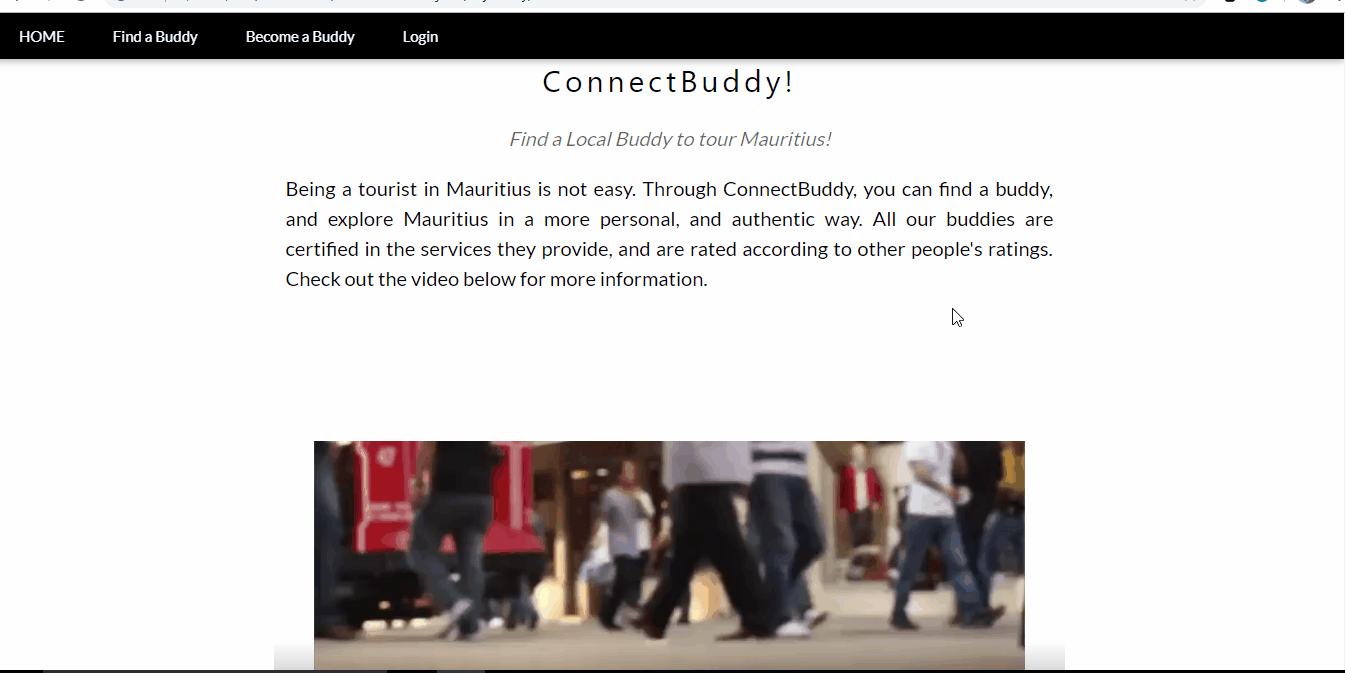 HOME Find a Buddy Become a Buddy Login
ConnectBuddy!
Find a Local Buddy to tour Mauritius!
Being a tourist in Mauritius is not easy. Through ConnectBuddy, you can find a buddy,
and explore Mauritius in a more personal, and authentic way. All our buddies are
certified in the services they provide, and are rated according to other people's ratings.
Check out the video below for more information.